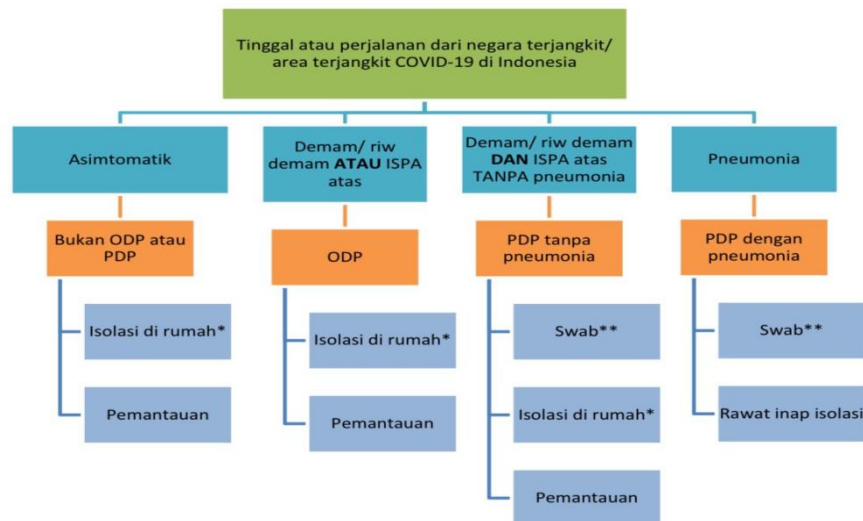 Tinggal atau perjalanan dari negara terjangkit/
area terjangkit COVID-19 di Indonesia
Asimtomatik
Demam/ riw
demam ATAU ISPA
atas
Demam/ riw demam
DAN ISPA atas
TANPA pneumonia
Pneumonia
Bukan ODP atau
PDP
ODP
PDP tanpa
pneumonia
PDP dengan
pneumonia
Isolasi di rumah*
Pemantauan
Isolasi di rumah*
Pemantauan
Swab**
Isolasi di rumah*
Pemantauan
Swab**
Rawat inap isolasi